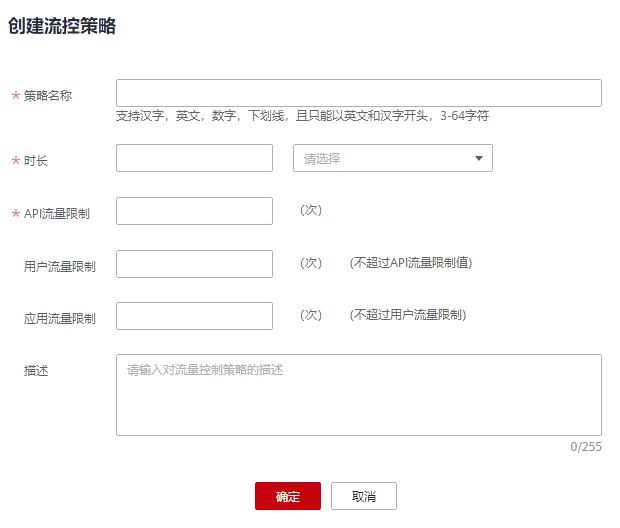 创建流控策略
* 策略名称
支持汉字，英文，数字，下划线，且只能以英文和汉字开头，3-64字符
* 时长 请选择
* API流量限制 （次）
用户流量限制 （次） (不超过API流量限制值)
应用流量限制 （次） (不超过用户流量限制)
描述 请输入对流量控制策略的描述
0/255
确定 取消